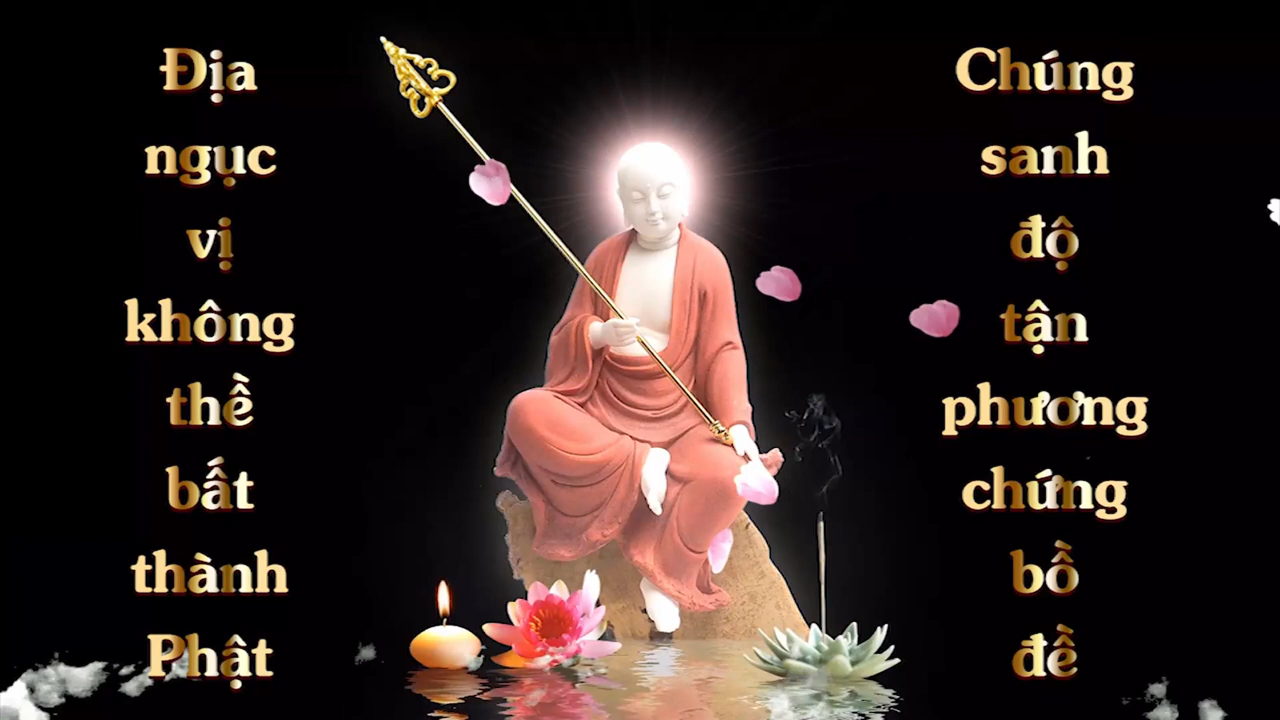 Địa
ngục
vị
không
thề
bất
thành
Phật
Chúng
sanh
độ
tận
phương
chứng
bồ
đề